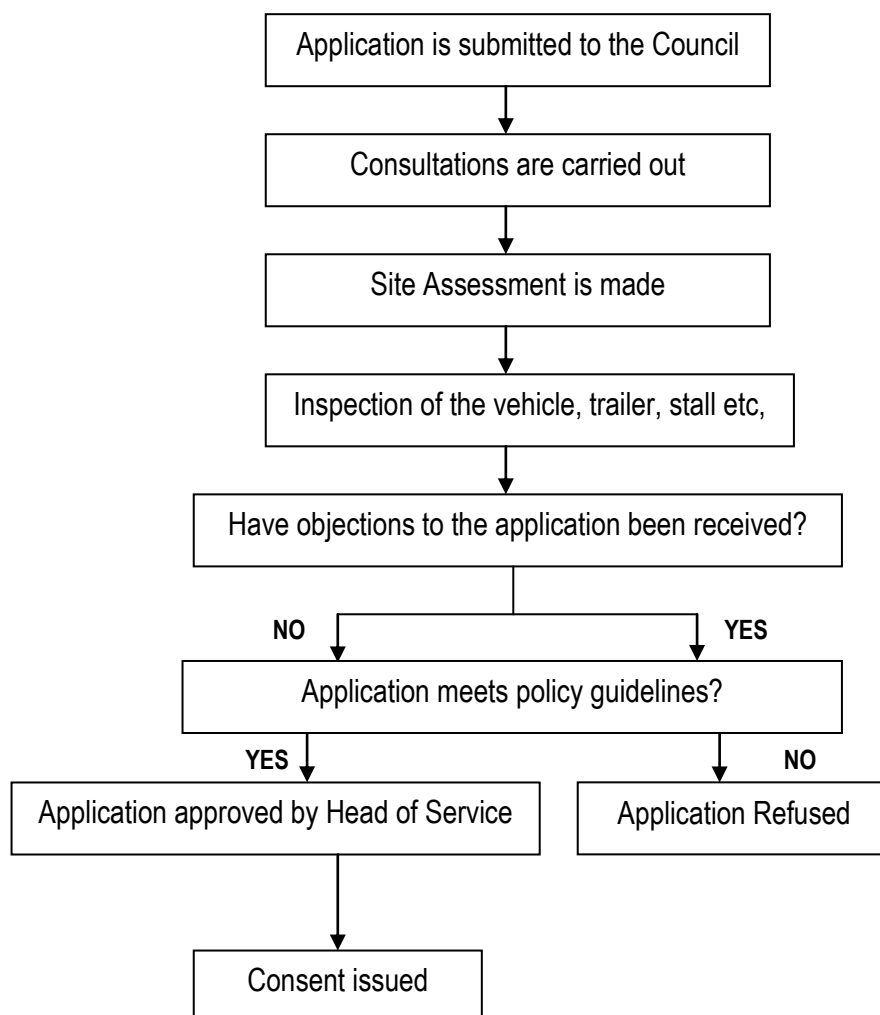 Application is submitted to the Council
Consultations are carried out
Site Assessment is made
Inspection of the vehicle, trailer, stall etc,
Have objections to the application been received?
NO
YES
Application meets policy guidelines?
YES
NO
Application approved by Head of Service
Application Refused
Consent issued